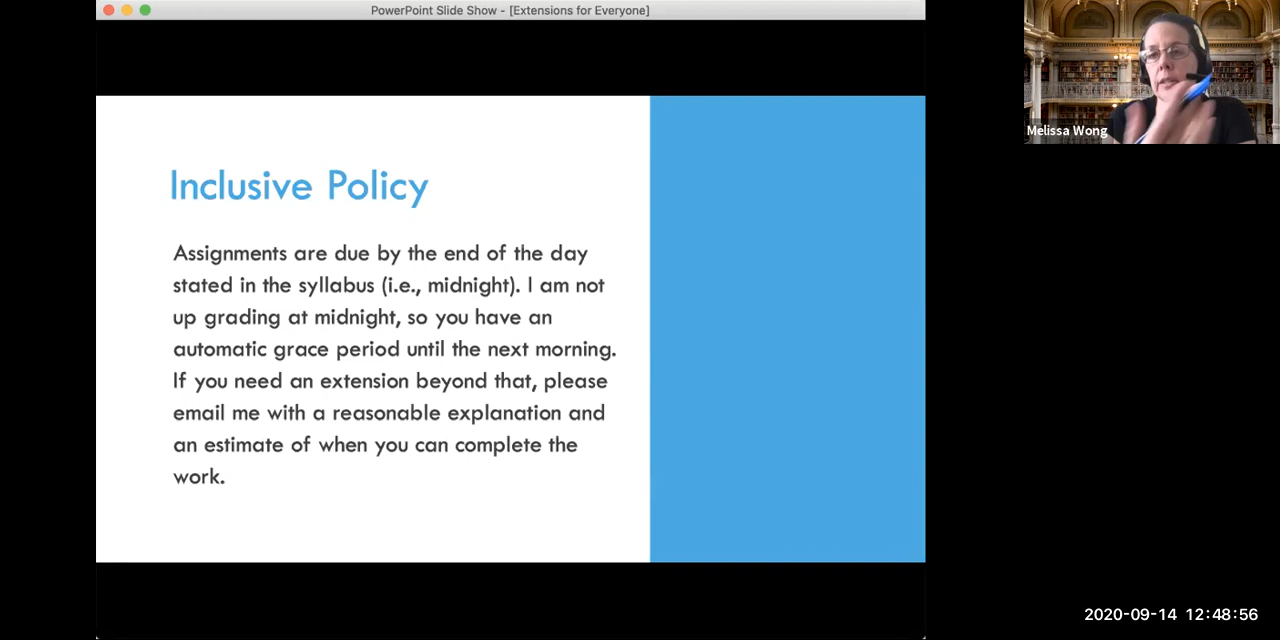 PowerPoint Slide Show - [Extensions for Everyone]
Melissa Wong
Inclusive Policy
Assignments are due by the end of the day
stated in the syllabus (i.e., midnight). I am not
up grading at midnight, so you have an
automatic grace period until the next morning.
If you need an extension beyond that, please
email me with a reasonable explanation and
an estimate of when you can complete the
work.
2020-09-14 12:48:56